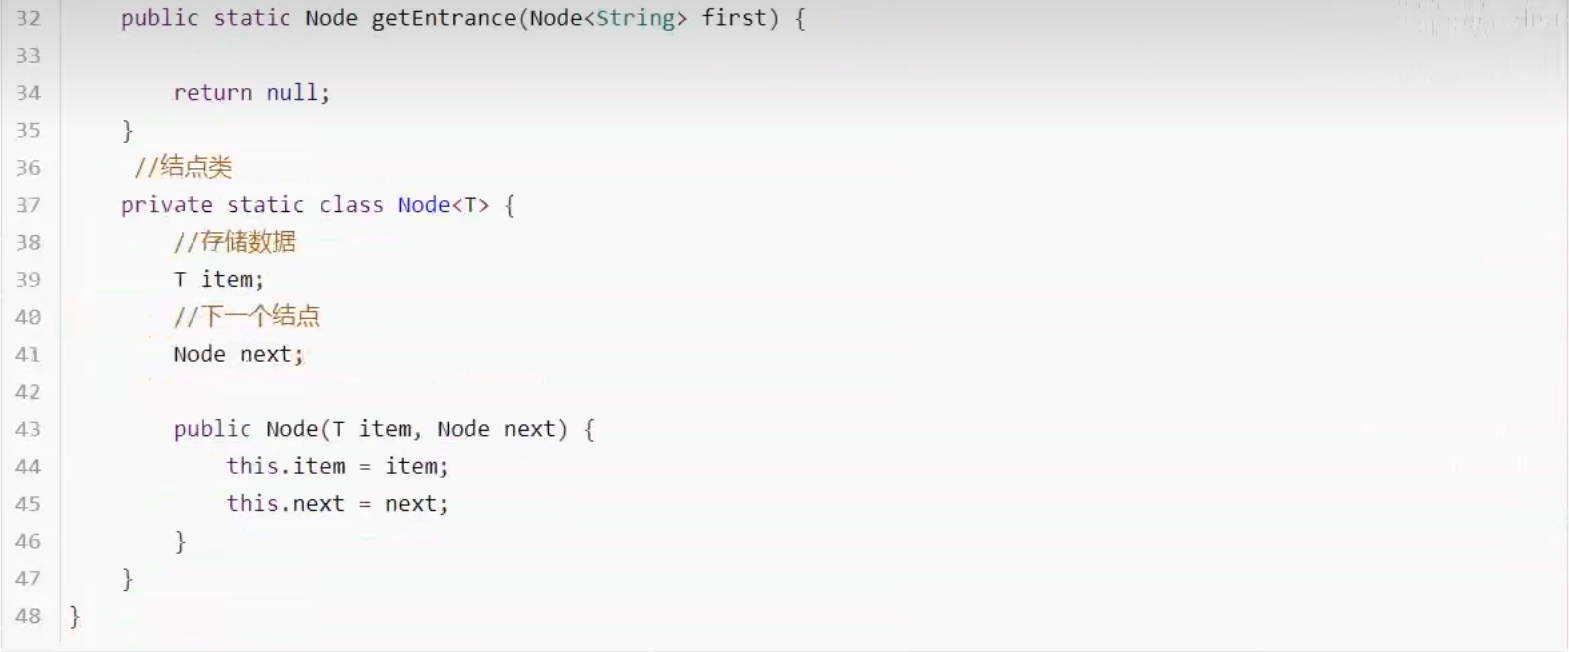 32 public static Node getEntrance(Node<String> first) {
33
34 return null;
35 }
36 //结点类
37 private static class Node<T> {
38 //存储数据
39 T item;
40 //下一个结点
41 Node next;
42
43 public Node(T item, Node next) {
44 this.item = item;
45 this.next = next;
46 }
47 }
48 }